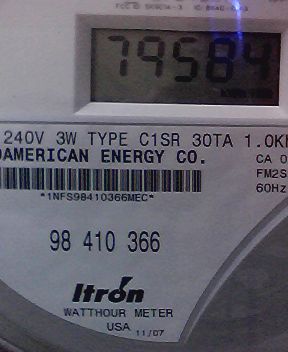 79584
240V 3W TYPE C1SR 30TA 1.0K
AMERICAN ENERGY CO.
CA 0
FM2S
60Hz
*1NFS98410366MEC*
98 410 366
Itron
WATTHOUR METER
USA 11/07